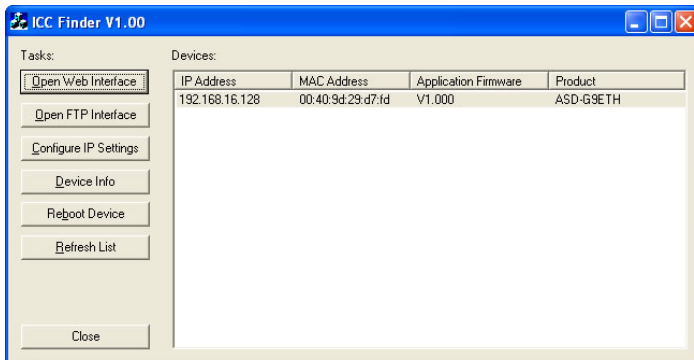 ICC Finder V1.00
Tasks:
Devices:
Open Web Interface
Open FTP Interface
Configure IP Settings
Device Info
Reboot Device
Refresh List
Close
IP Address MAC Address Application Firmware Product
192.168.16.128 00:40:9d:29:d7:fd V1.000 ASD-G9ETH